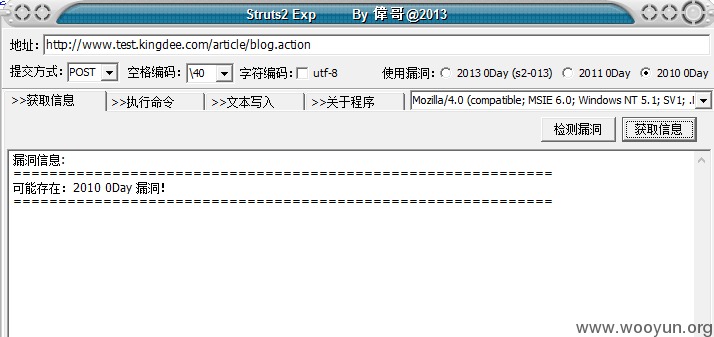 Struts2 Exp By 偉哥@2013
地址: http://www.test.kingdee.com/article/blog.action
提交方式: POST 空格编码: \40 字符编码: utf-8 使用漏洞: 2013 0Day (s2-013) 2011 0Day 2010 0Day
>>获取信息 >>执行命令 >>文本写入 >>关于程序 Mozilla/4.0 (compatible; MSIE 6.0; Windows NT 5.1; SV1; .
检测漏洞 获取信息
漏洞信息:
============================================================
可能存在: 2010 0Day 漏洞!
============================================================
www.wooyun.org